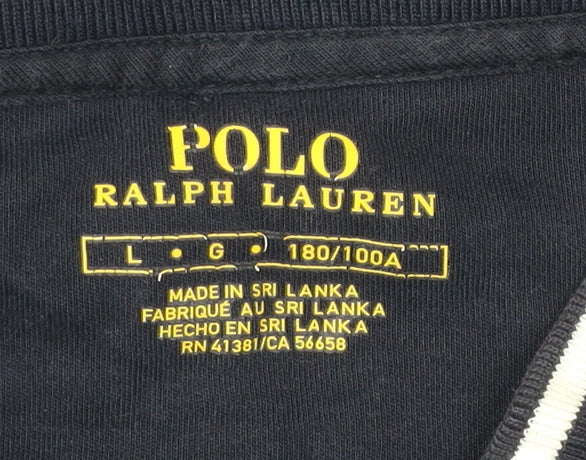 POLO
RALPH LAUREN
L • G • 180/100A
MADE IN SRI LANKA
FABRIQUÉ AU SRI LANKA
HECHO EN SRI LANKA
RN 41381/CA 56658